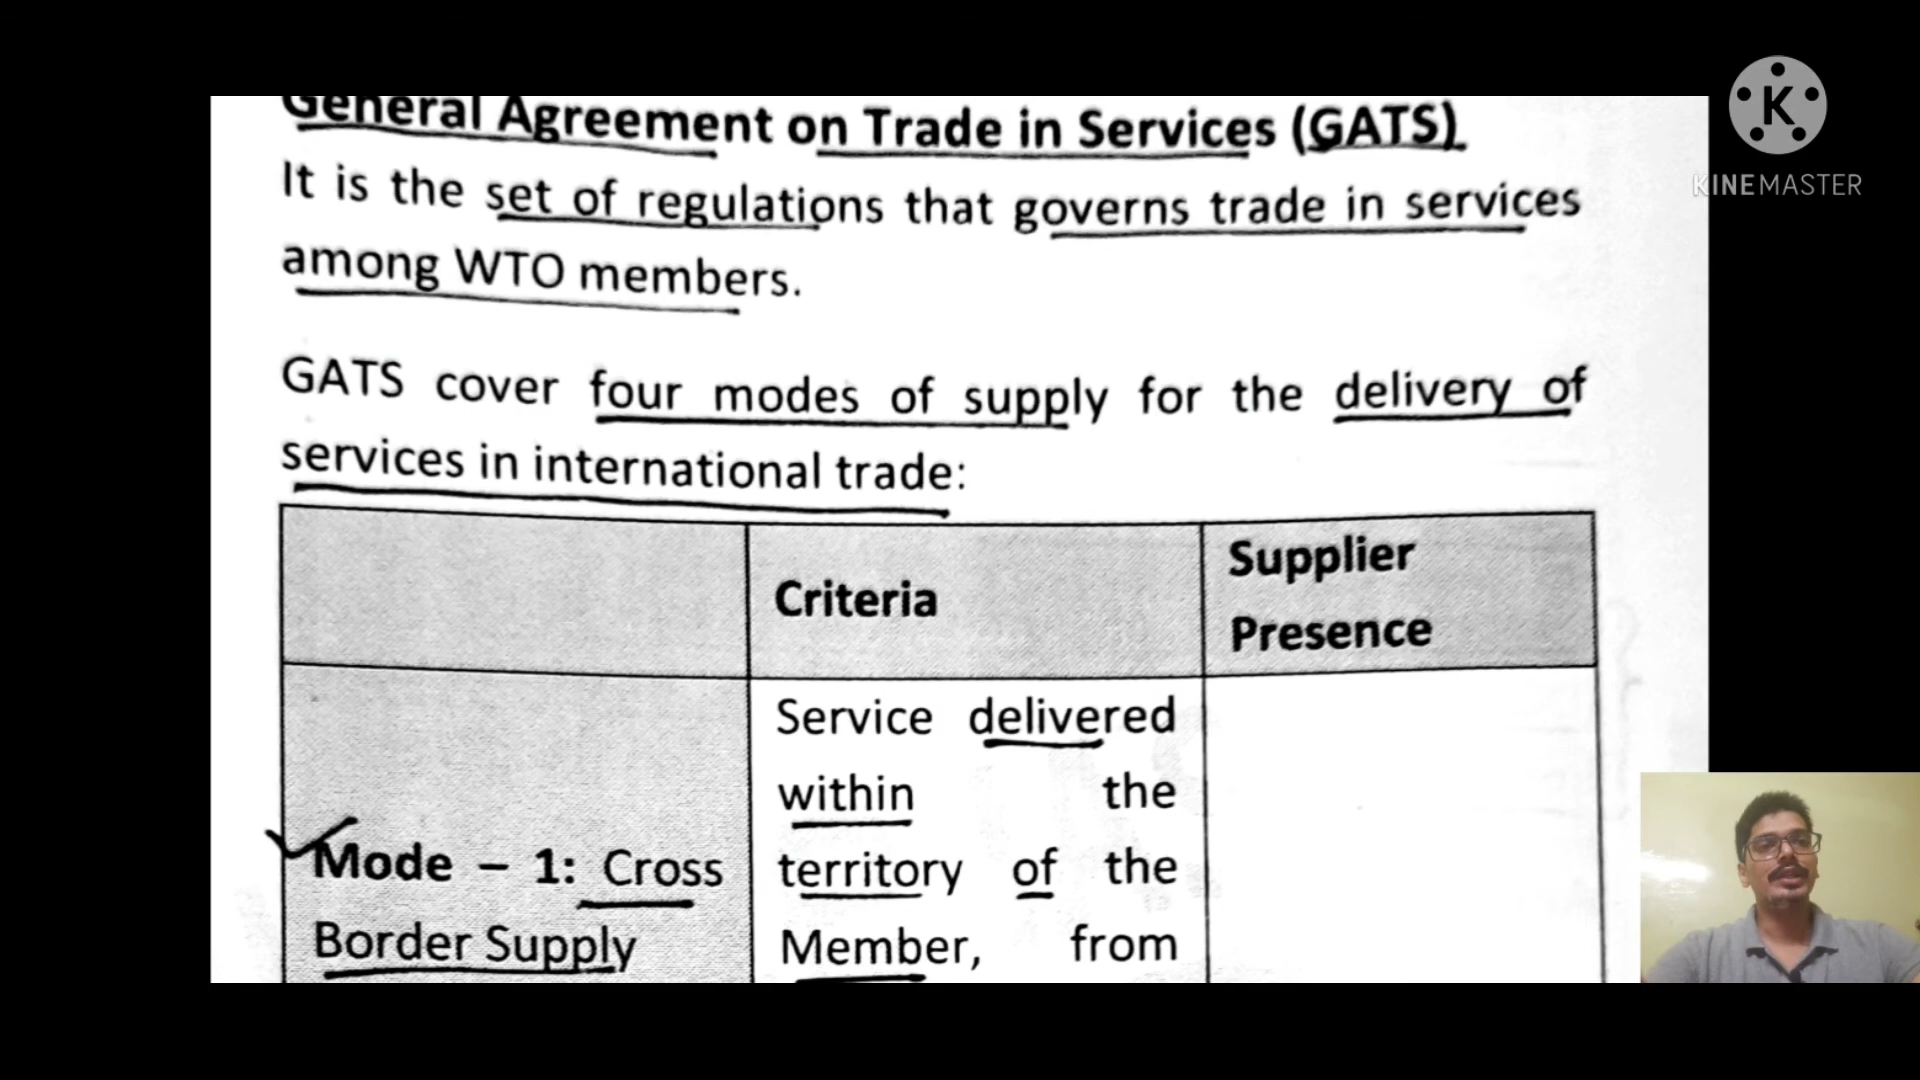 General Agreement on Trade in Services (GATS)
It is the set of regulations that governs trade in services
among WTO members.
GATS cover four modes of supply for the delivery of
services in international trade:
Criteria
Supplier
Presence
Mode – 1: Cross
Border Supply
Service delivered
within the
territory of the
Member, from
K
KINEMASTER